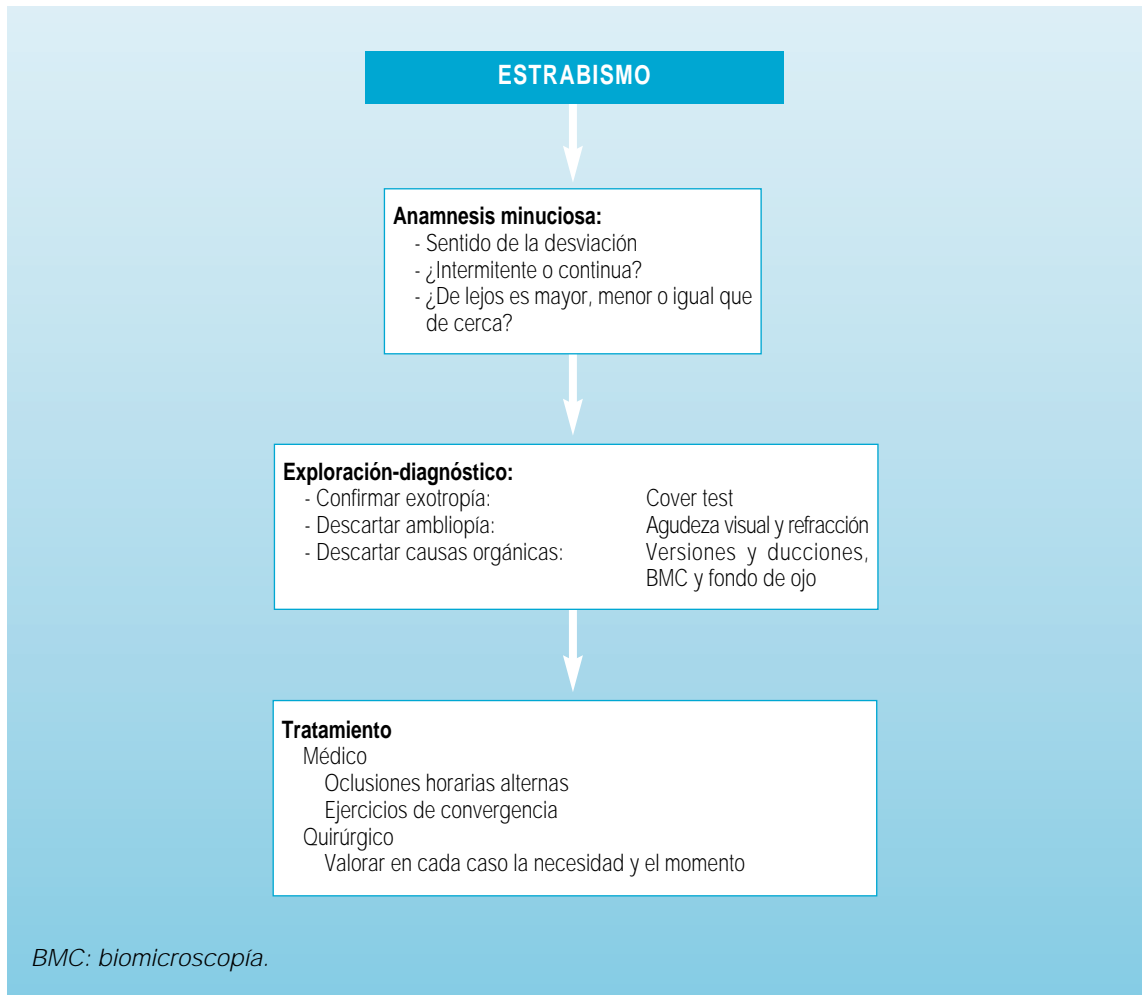 ESTRABISMO
Anamnesis minuciosa:
- Sentido de la desviación
- ¿Intermitente o continua?
- ¿De lejos es mayor, menor o igual que
de cerca?
Exploración-diagnóstico:
- Confirmar exotropía: Cover test
- Descartar ambliopía: Agudeza visual y refracción
- Descartar causas orgánicas: Versiones y ducciones,
BMC y fondo de ojo
Tratamiento
Médico
Oclusiones horarias alternas
Ejercicios de convergencia
Quirúrgico
Valorar en cada caso la necesidad y el momento
BMC: biomicroscopía.